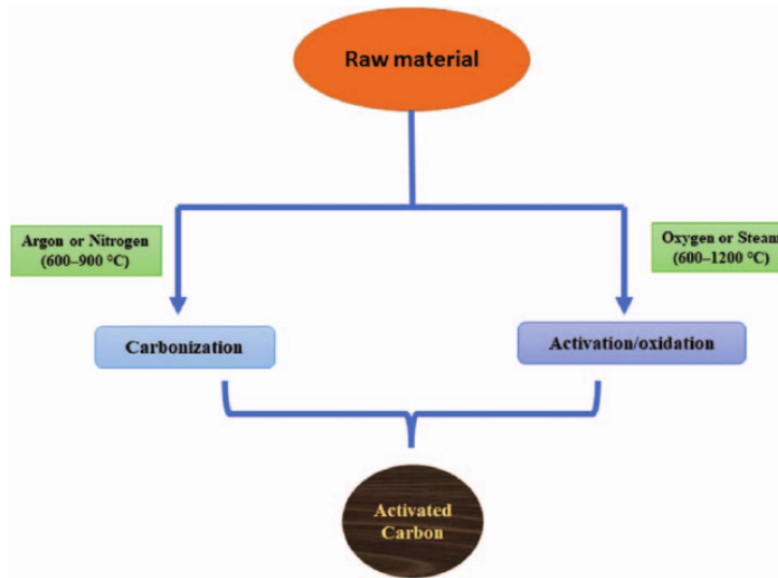 Raw material
Argon or Nitrogen
(600–900 °C)
Oxygen or Steam
(600–1200 °C)
Carbonization
Activation/oxidation
Activated
Carbon